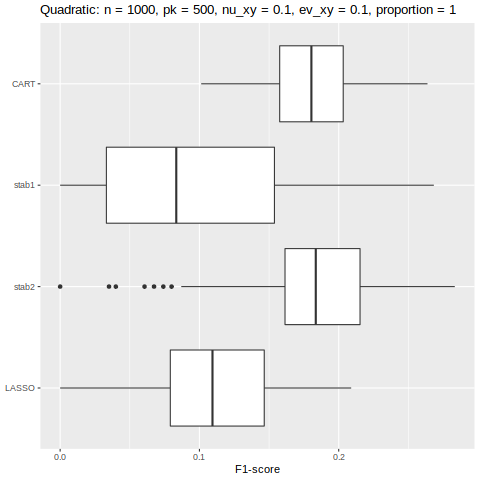 Quadratic: n = 1000, pk = 500, nu_xy = 0.1, ev_xy = 0.1, proportion = 1
CART
stab1
stab2
LASSO
0.0 0.1 0.2
F1-score